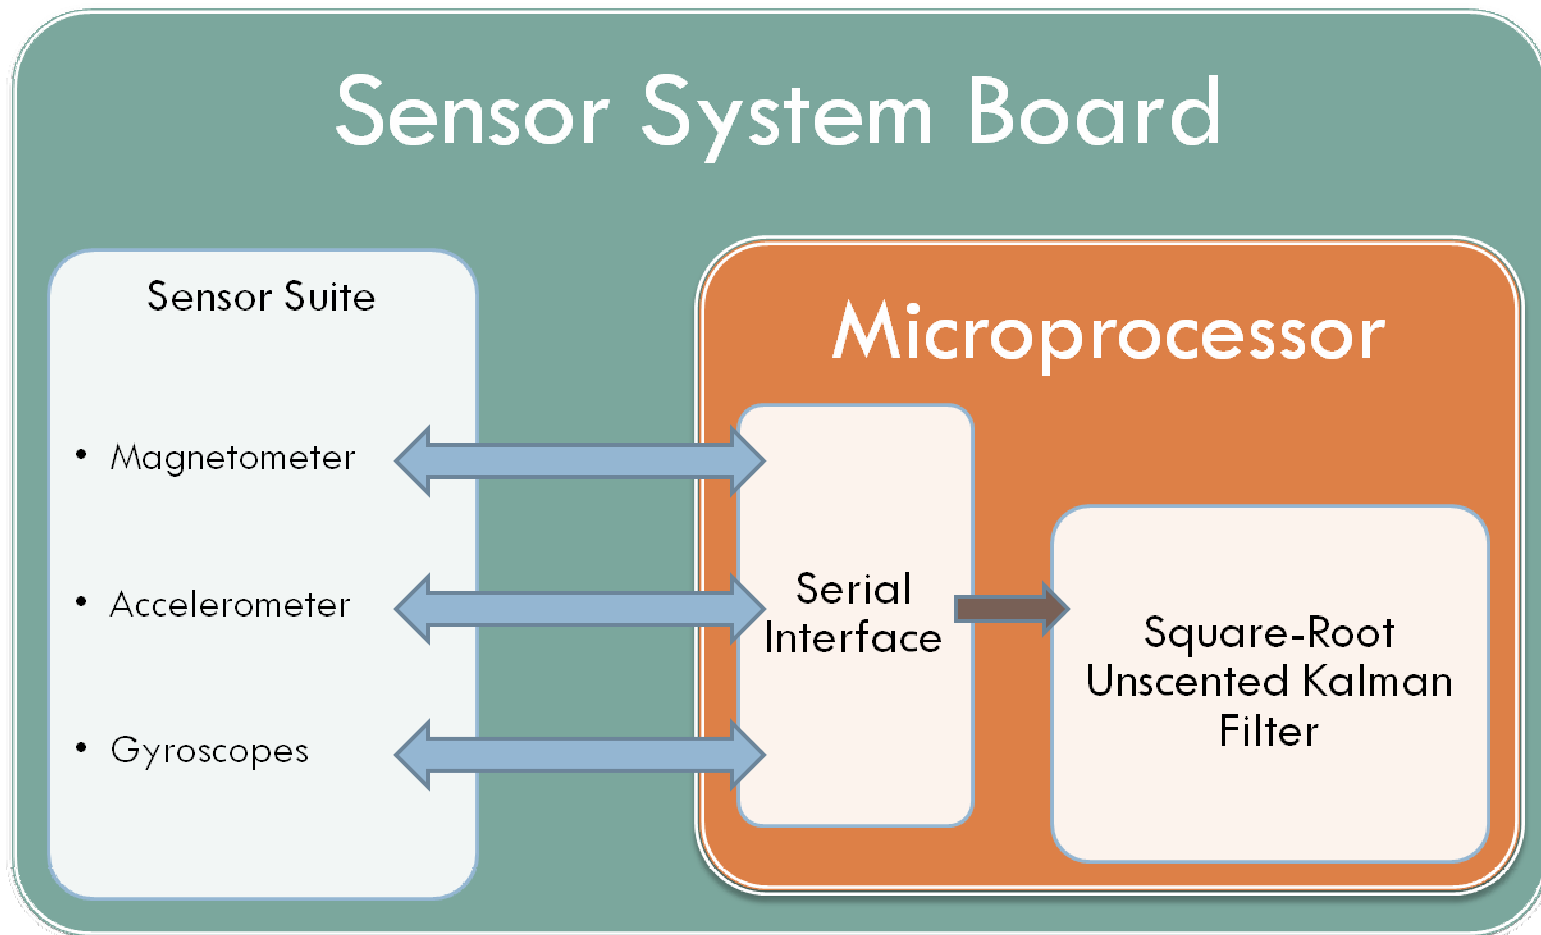 Sensor System Board
Sensor Suite
• Magnetometer
• Accelerometer
• Gyroscopes
Microprocessor
Serial
Interface
Square-Root
Unscented Kalman
Filter